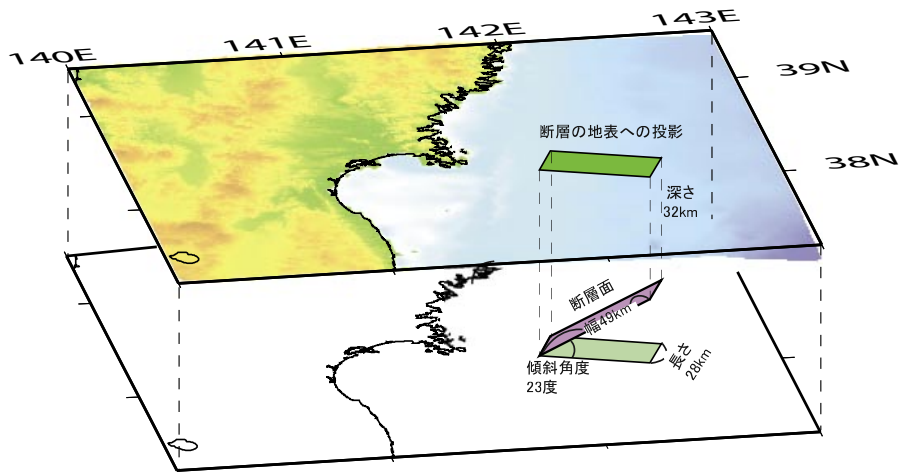 140E
141E
142E
143E
39N
38N
断層の地表への投影
深さ
32km
断層面
幅49km
長さ
28km
傾斜角度
23度